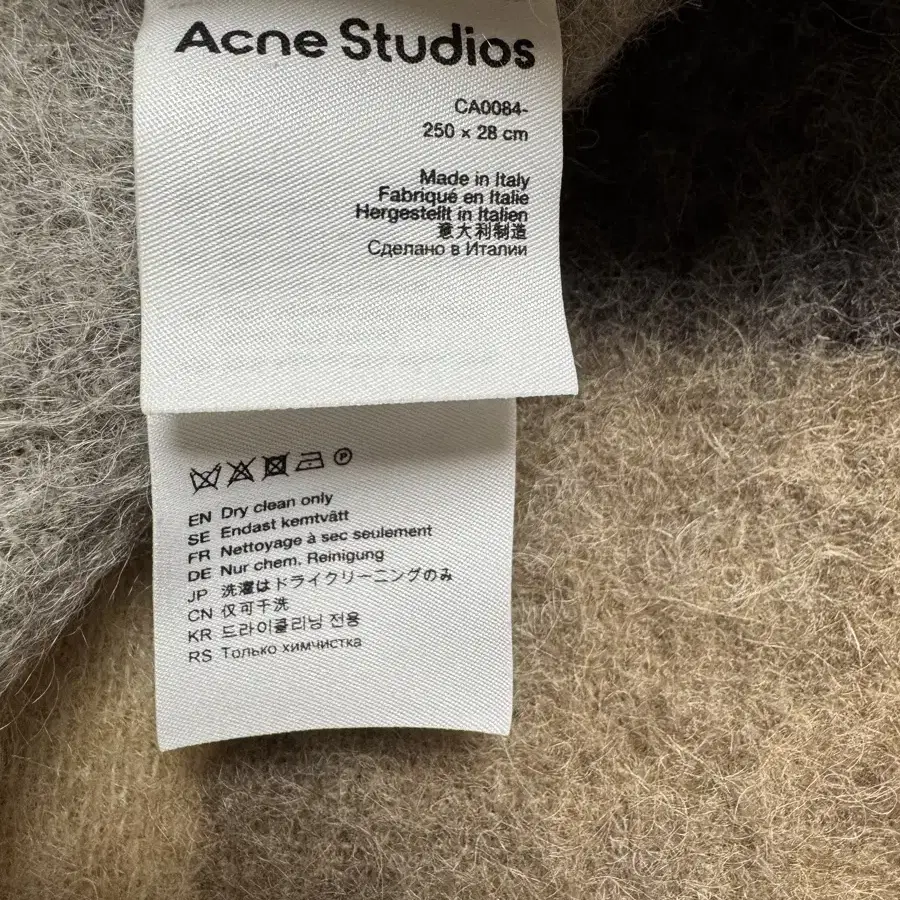 Acne Studios
CA0084-
250 × 28 cm
Made in Italy
Fabriqué en Italie
Hergestellt in Italien
意大利制造
Сделано в Италии
P
EN Dry clean only
SE Endast kemtvätt
FR Nettoyage à sec seulement
DE Nur chem. Reinigung
JP 洗濯はドライクリーニングのみ
CN 仅可干洗
KR 드라이클리닝 전용
RS Только химчистка